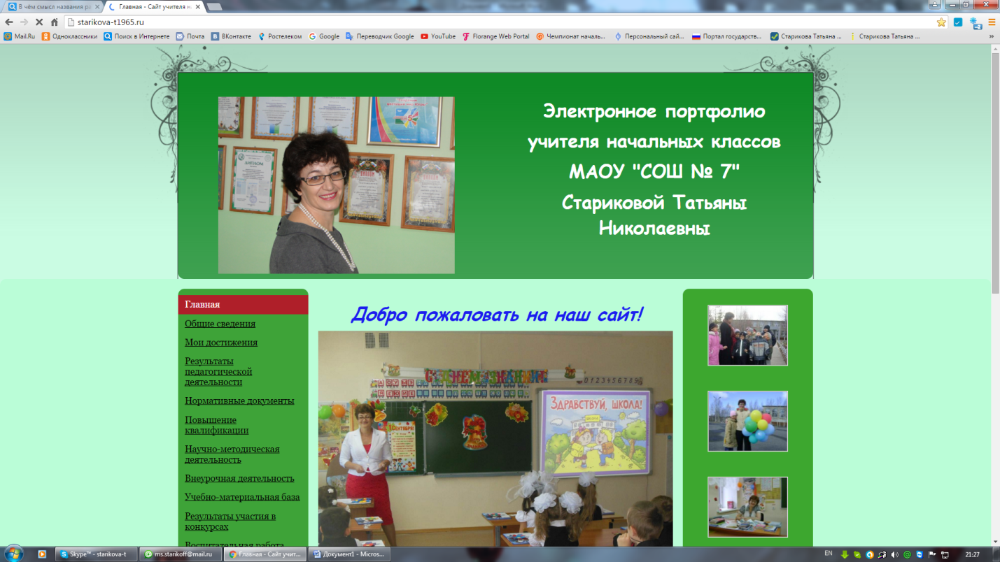 В чём смысл названия ра
Главная - Сайт учителя н
starikova-t1965.ru
Mail.Ru
Одноклассники
Поиск в Интернете
Почта
ВКонтакте
Ростелеком
Google
Переводчик Google
YouTube
Florange Web Portal
Чемпионат началь...
Персональный сай...
Портал государств...
Старикова Татьяна ...
Старикова Татьяна ...
»
Электронное портфолио
учителя начальных классов
МАОУ "СОШ № 7"
Стариковой Татьяны
Николаевны
ДИПЛОМ
Главная
Общие сведения
Мои достижения
Результаты
педагогической
деятельности
Нормативные документы
Повышение
квалификации
Научно-методическая
деятельность
Внеурочная деятельность
Учебно-материальная база
Результаты участия в
конкурсах
Воспитательная работа
Добро пожаловать на наш сайт!
С ДНЕМ ЗНАНИЙ!
0123456789
ЗДРАВСТВУЙ, ШКОЛА!
1 СЕНТЯБРЯ!
Skype™ - starikova-t
ms.starikoff@mail.ru
Главная - Сайт учит...
Документ1 - Micros...
EN
21:27